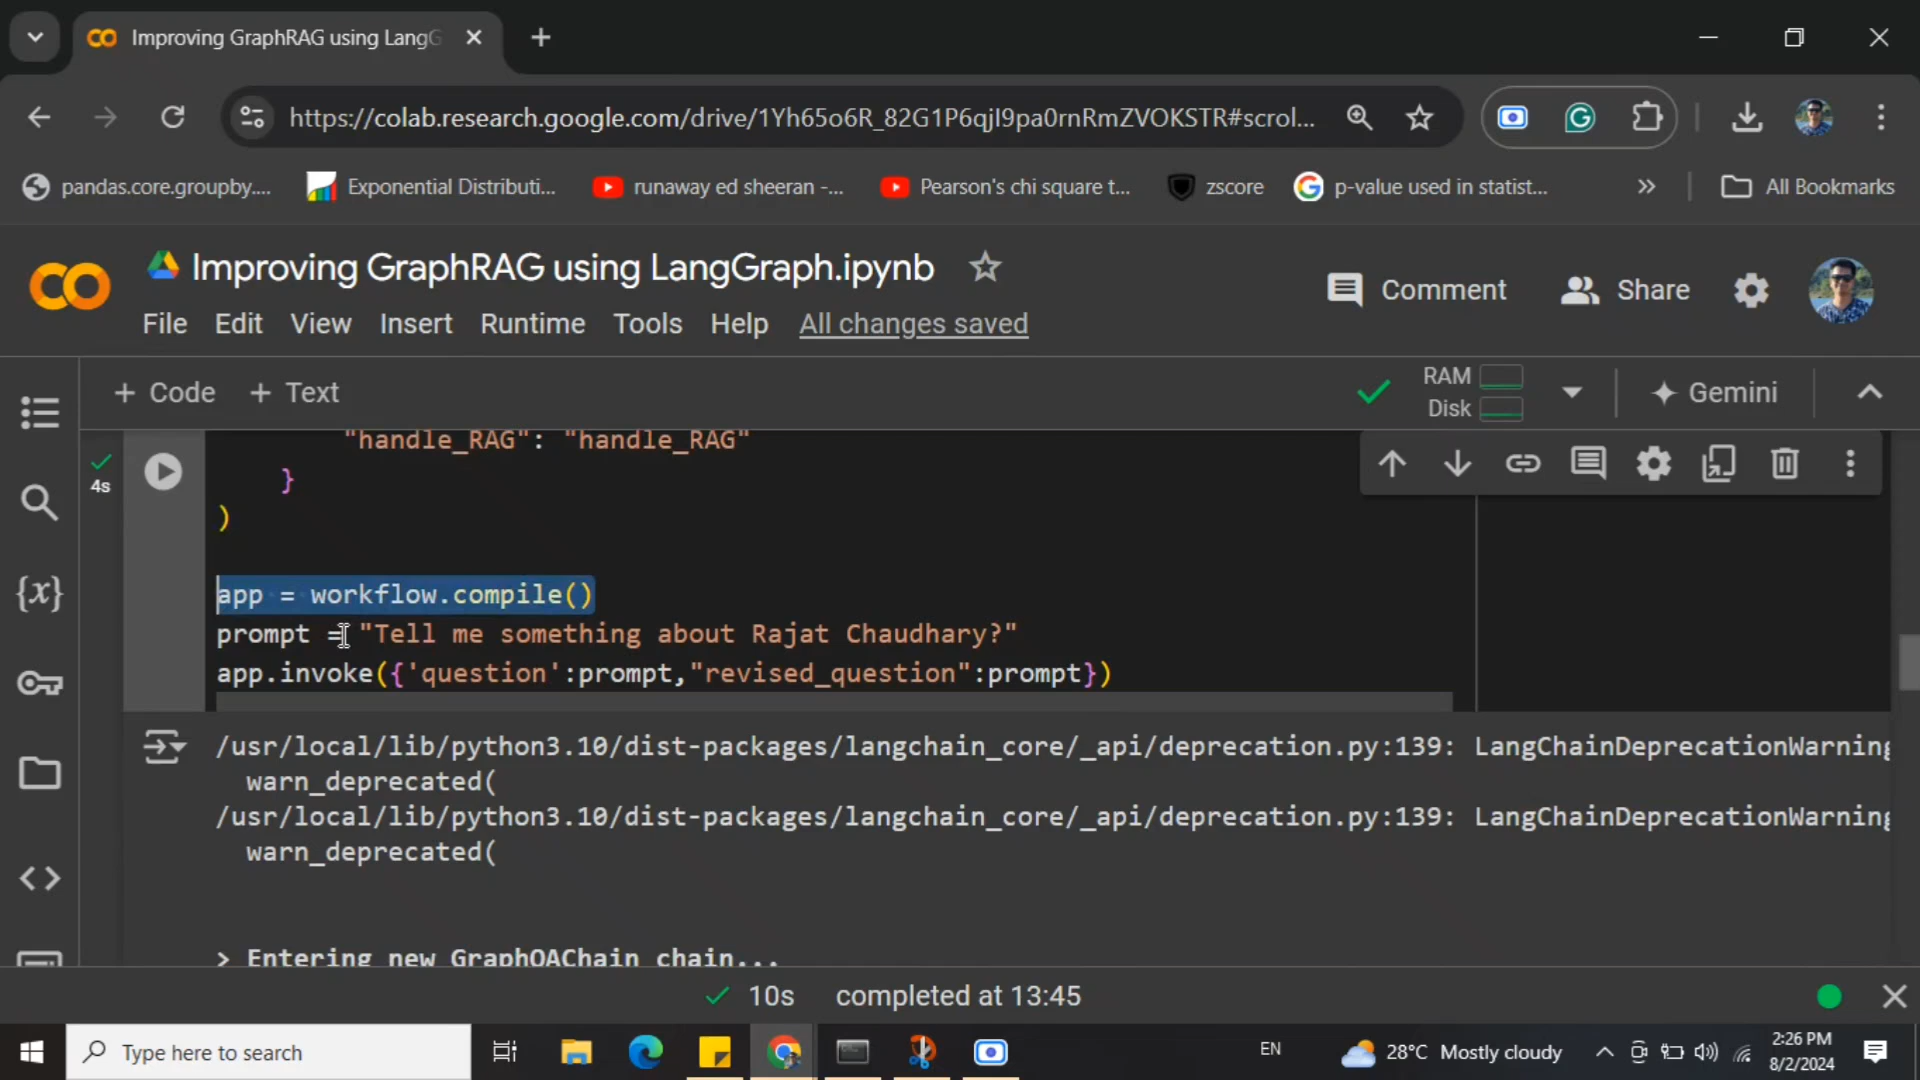 Improving GraphRAG using LangG
https://colab.research.google.com/drive/1Yh65o6R_82G1P6qjI9pa0rnRmZVOKSTR#scrol...
pandas.core.groupby....
Exponential Distributi...
runaway ed sheeran -...
Pearson's chi square t...
zscore
p-value used in statist...
All Bookmarks
Improving GraphRAG using LangGraph.ipynb
Comment
Share
File Edit View Insert Runtime Tools Help All changes saved
+ Code + Text
RAM
Disk
Gemini
"handle_RAG": "handle_RAG"
4s
}
)
app = workflow.compile()
prompt = "Tell me something about Rajat Chaudhary?"
app.invoke({'question':prompt,"revised_question":prompt})
/usr/local/lib/python3.10/dist-packages/langchain_core/_api/deprecation.py:139: LangChainDeprecationWarning
warn_deprecated(
/usr/local/lib/python3.10/dist-packages/langchain_core/_api/deprecation.py:139: LangChainDeprecationWarning
warn_deprecated(
> Entering new GraphQAChain chain...
10s completed at 13:45
Type here to search
EN
28°C Mostly cloudy
2:26 PM
8/2/2024